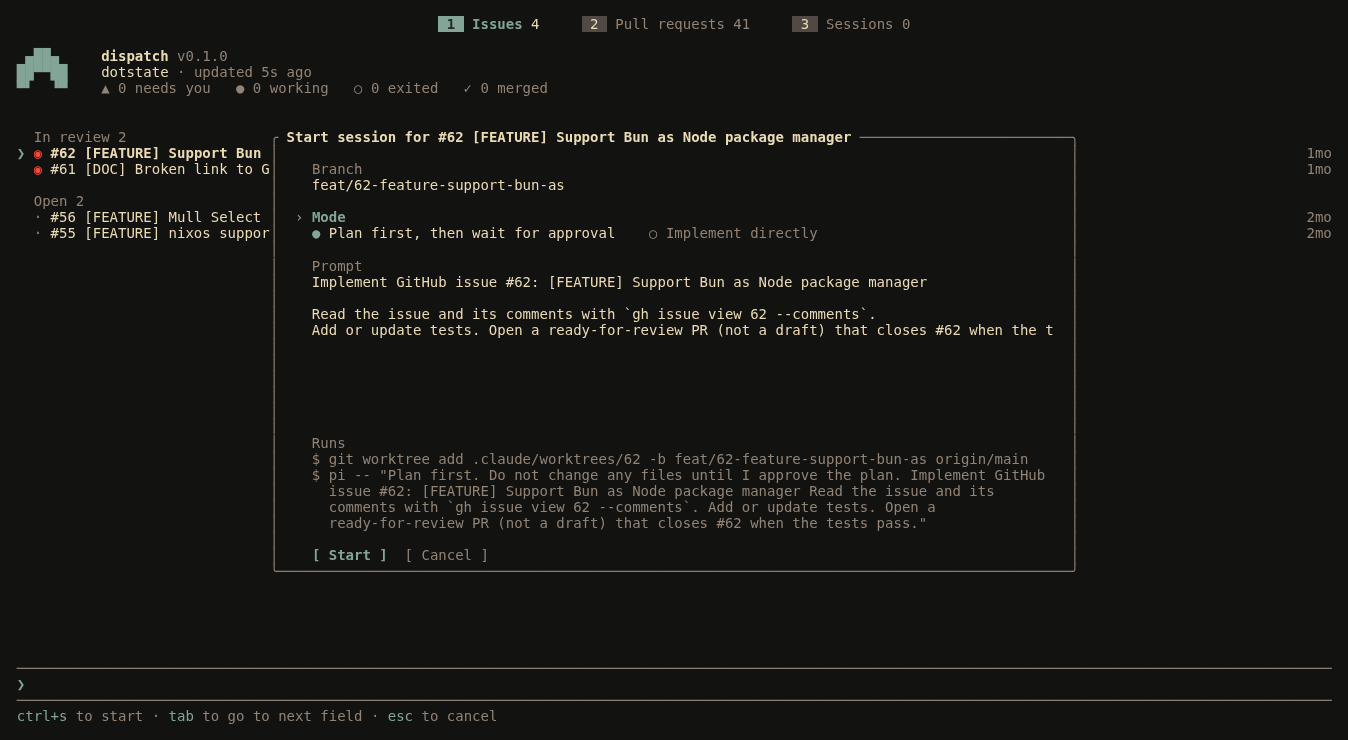 1 Issues 4 2 Pull requests 41 3 Sessions 0
dispatch v0.1.0
dotstate · updated 5s ago
▲ 0 needs you ● 0 working ○ 0 exited ✓ 0 merged
In review 2
❯ ◉ #62 [FEATURE] Support Bun 1mo
◉ #61 [DOC] Broken link to G 1mo
Open 2
· #56 [FEATURE] Mull Select 2mo
· #55 [FEATURE] nixos suppor 2mo
Start session for #62 [FEATURE] Support Bun as Node package manager
Branch
feat/62-feature-support-bun-as
› Mode
● Plan first, then wait for approval ○ Implement directly
Prompt
Implement GitHub issue #62: [FEATURE] Support Bun as Node package manager
Read the issue and its comments with `gh issue view 62 --comments`.
Add or update tests. Open a ready-for-review PR (not a draft) that closes #62 when the t
Runs
$ git worktree add .claude/worktrees/62 -b feat/62-feature-support-bun-as origin/main
$ pi -- "Plan first. Do not change any files until I approve the plan. Implement GitHub
issue #62: [FEATURE] Support Bun as Node package manager Read the issue and its
comments with `gh issue view 62 --comments`. Add or update tests. Open a
ready-for-review PR (not a draft) that closes #62 when the tests pass."
[ Start ] [ Cancel ]
❯
ctrl+s to start · tab to go to next field · esc to cancel